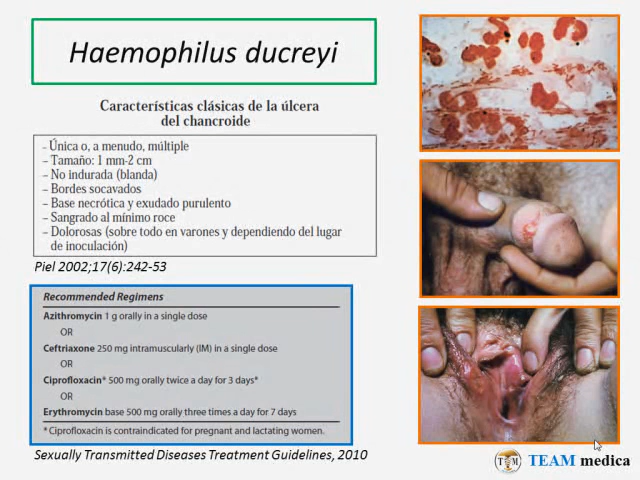 Haemophilus ducreyi
Características clásicas de la úlcera
del chancroide
– Única o, a menudo, múltiple
– Tamaño: 1 mm-2 cm
– No indurada (blanda)
– Bordes socavados
– Base necrótica y exudado purulento
– Sangrado al mínimo roce
– Dolorosas (sobre todo en varones y dependiendo del lugar
de inoculación)
Piel 2002;17(6):242-53
Recommended Regimens
Azithromycin 1 g orally in a single dose
OR
Ceftriaxone 250 mg intramuscularly (IM) in a single dose
OR
Ciprofloxacin* 500 mg orally twice a day for 3 days*
OR
Erythromycin base 500 mg orally three times a day for 7 days
* Ciprofloxacin is contraindicated for pregnant and lactating women.
Sexually Transmitted Diseases Treatment Guidelines, 2010
TM
TEAM medica